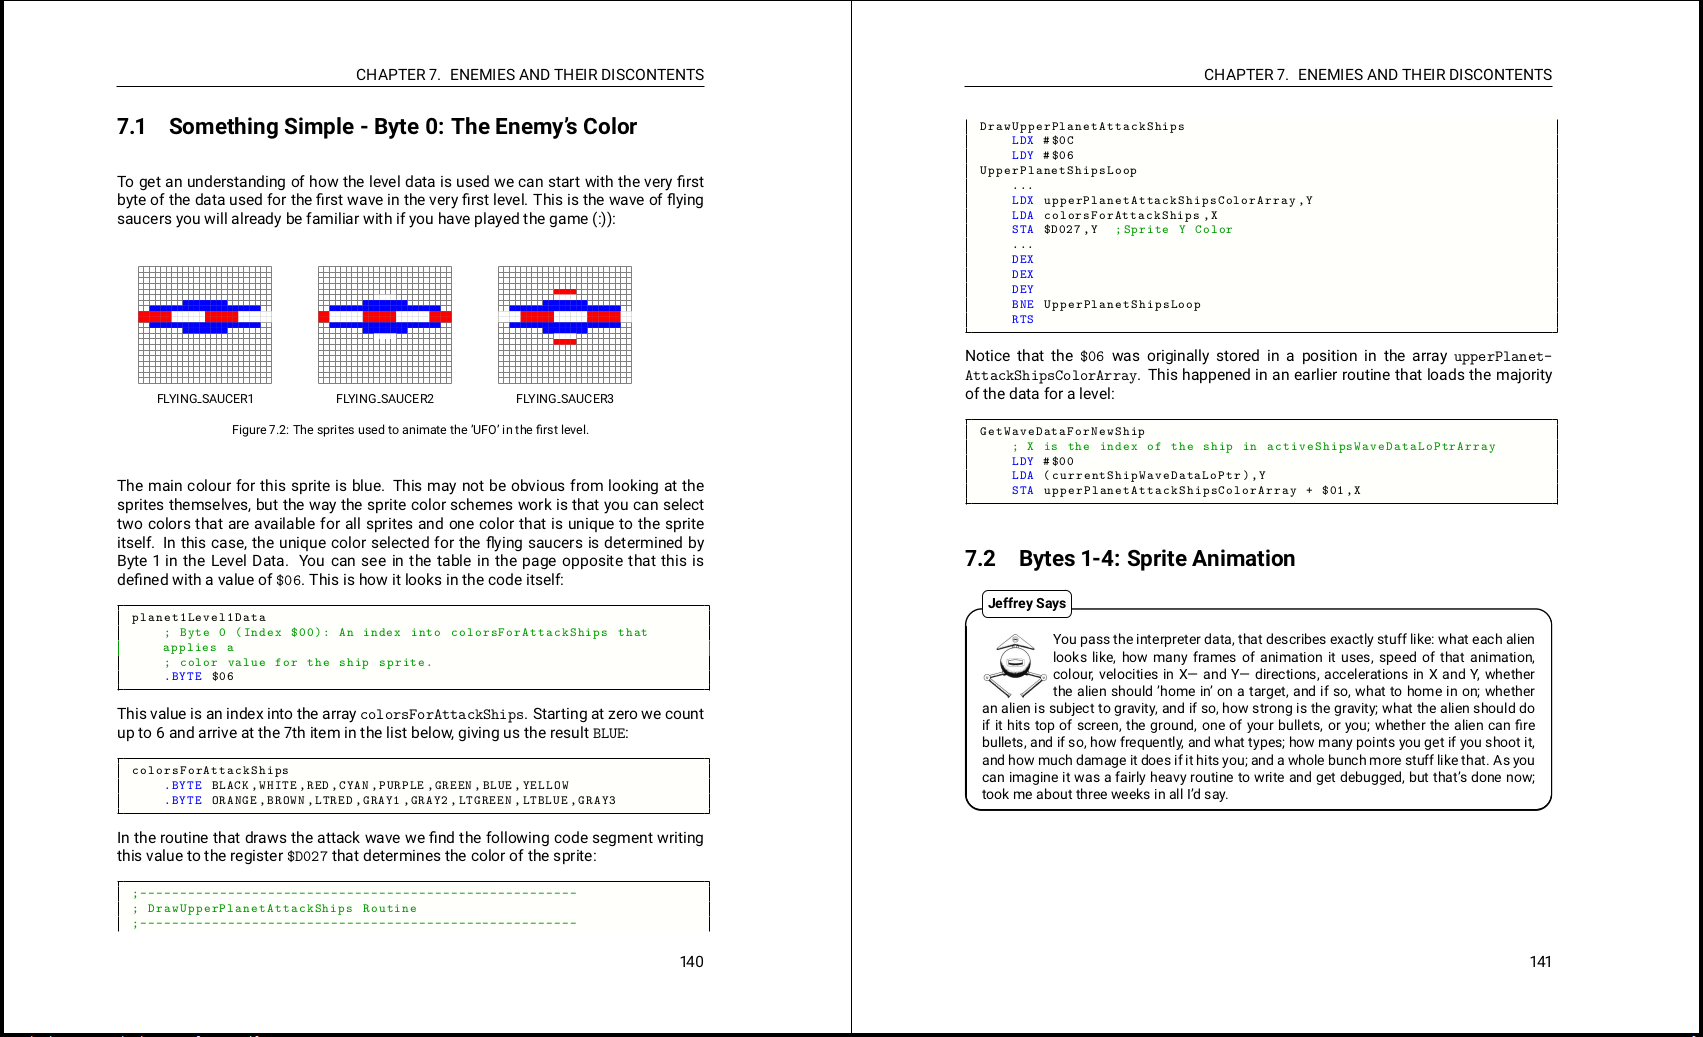 CHAPTER 7. ENEMIES AND THEIR DISCONTENTS
7.1 Something Simple - Byte 0: The Enemy's Color
To get an understanding of how the level data is used we can start with the very first
byte of the data used for the first wave in the very first level. This is the wave of flying
saucers you will already be familiar with if you have played the game (:)):
FLYING_SAUCER1 FLYING_SAUCER2 FLYING_SAUCER3
Figure 7.2: The sprites used to animate the 'UFO' in the first level.
The main colour for this sprite is blue. This may not be obvious from looking at the
sprites themselves, but the way the sprite color schemes work is that you can select
two colors that are available for all sprites and one color that is unique to the sprite
itself. In this case, the unique color selected for the flying saucers is determined by
Byte 1 in the Level Data. You can see in the table in the page opposite that this is
defined with a value of $06. This is how it looks in the code itself:
planet1Level1Data
; Byte 0 (Index $00): An index into colorsForAttackShips that
applies a
; color value for the ship sprite.
.BYTE $06
This value is an index into the array colorsForAttackShips. Starting at zero we count
up to 6 and arrive at the 7th item in the list below, giving us the result BLUE:
colorsForAttackShips
.BYTE BLACK,WHITE,RED,CYAN,PURPLE,GREEN,BLUE,YELLOW
.BYTE ORANGE,BROWN,LTRED,GRAY1,GRAY2,LTGREEN,LTBLUE,GRAY3
In the routine that draws the attack wave we find the following code segment writing
this value to the register $D027 that determines the color of the sprite:
;------------------------------------------------------
; DrawUpperPlanetAttackShips Routine
;------------------------------------------------------
140
CHAPTER 7. ENEMIES AND THEIR DISCONTENTS
DrawUpperPlanetAttackShips
LDX #$0C
LDY #$06
UpperPlanetShipsLoop
...
LDX upperPlanetAttackShipsColorArray,Y
LDA colorsForAttackShips,X
STA $D027,Y ;Sprite Y Color
...
DEX
DEX
DEY
BNE UpperPlanetShipsLoop
RTS
Notice that the $06 was originally stored in a position in the array upperPlanet-
AttackShipsColorArray. This happened in an earlier routine that loads the majority
of the data for a level:
GetWaveDataForNewShip
; X is the index of the ship in activeShipsWaveDataLoPtrArray
LDY #$00
LDA (currentShipWaveDataLoPtr),Y
STA upperPlanetAttackShipsColorArray + $01,X
7.2 Bytes 1-4: Sprite Animation
Jeffrey Says
You pass the interpreter data, that describes exactly stuff like: what each alien
looks like, how many frames of animation it uses, speed of that animation,
colour, velocities in X— and Y— directions, accelerations in X and Y, whether
the alien should 'home in' on a target, and if so, what to home in on; whether
an alien is subject to gravity, and if so, how strong is the gravity; what the alien should do
if it hits top of screen, the ground, one of your bullets, or you; whether the alien can fire
bullets, and if so, how frequently, and what types; how many points you get if you shoot it,
and how much damage it does if it hits you; and a whole bunch more stuff like that. As you
can imagine it was a fairly heavy routine to write and get debugged, but that's done now;
took me about three weeks in all I'd say.
141